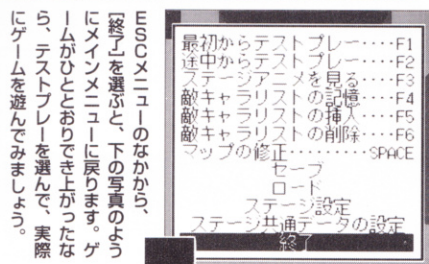 ESCメニューのなかから、
［終了］を選ぶと、下の写真のよう
にメインメニューに戻ります。ゲ
ームがひととおりでき上がったな
ら、テストプレーを選んで、実際
にゲームを遊んでみましょう。
最初からテストプレー‥‥F1
途中からテストプレー‥‥F2
ステージアニメを見る‥‥F3
敵キャラリストの記憶‥‥F4
敵キャラリストの挿入‥‥F5
敵キャラリストの削除‥‥F6
マップの修正‥‥‥‥‥SPACE
セーブ
ロード
ステージ設定
ステージ共通データの設定
終了